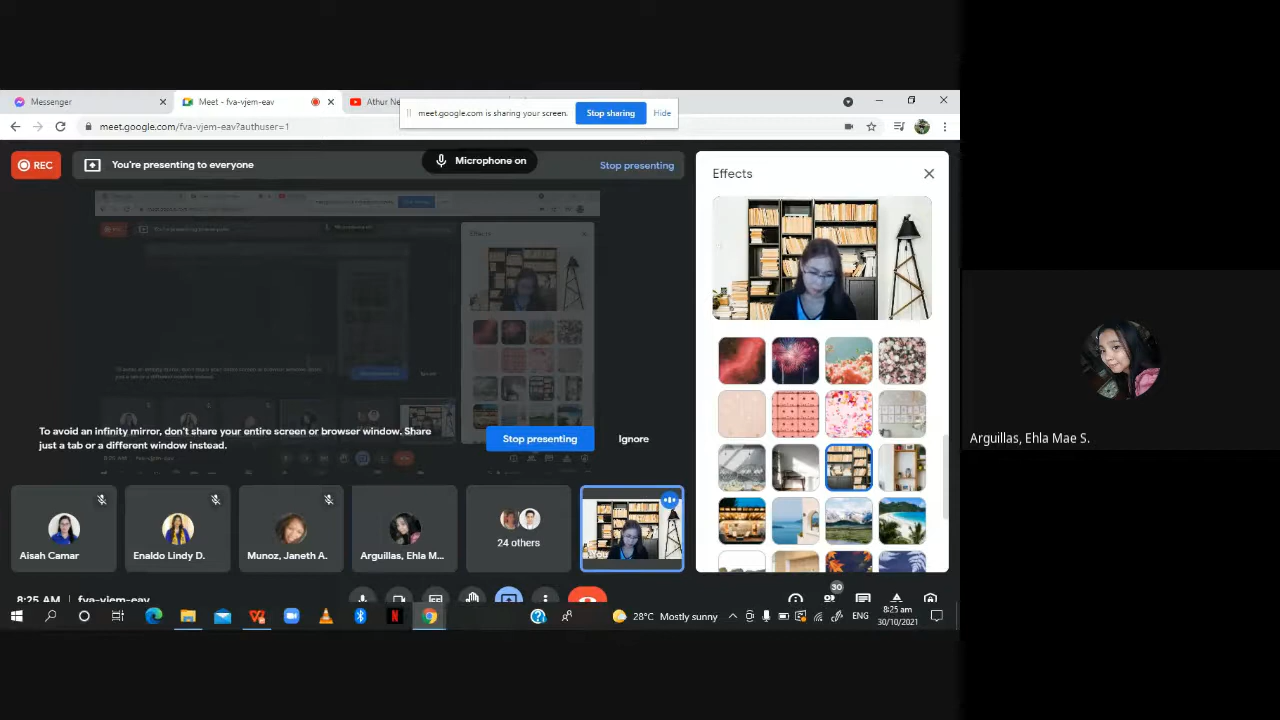 Messenger
Meet - fva-vjem-eav
Athur Ne
meet.google.com is sharing your screen.
Stop sharing
Hide
meet.google.com/fva-vjem-eav?authuser=1
REC
You're presenting to everyone
Microphone on
Stop presenting
Effects
To avoid an infinity mirror, don't share your entire screen or browser window. Share
just a tab or a different window instead.
Stop presenting
Ignore
Aisah Camar
Enaldo Lindy D.
Munoz, Janeth A.
Arguillas, Ehla M...
24 others
Arguillas, Ehla Mae S.
8:25 AM
fva-vjem-eav
30
28°C Mostly sunny
ENG
8:25 am
30/10/2021